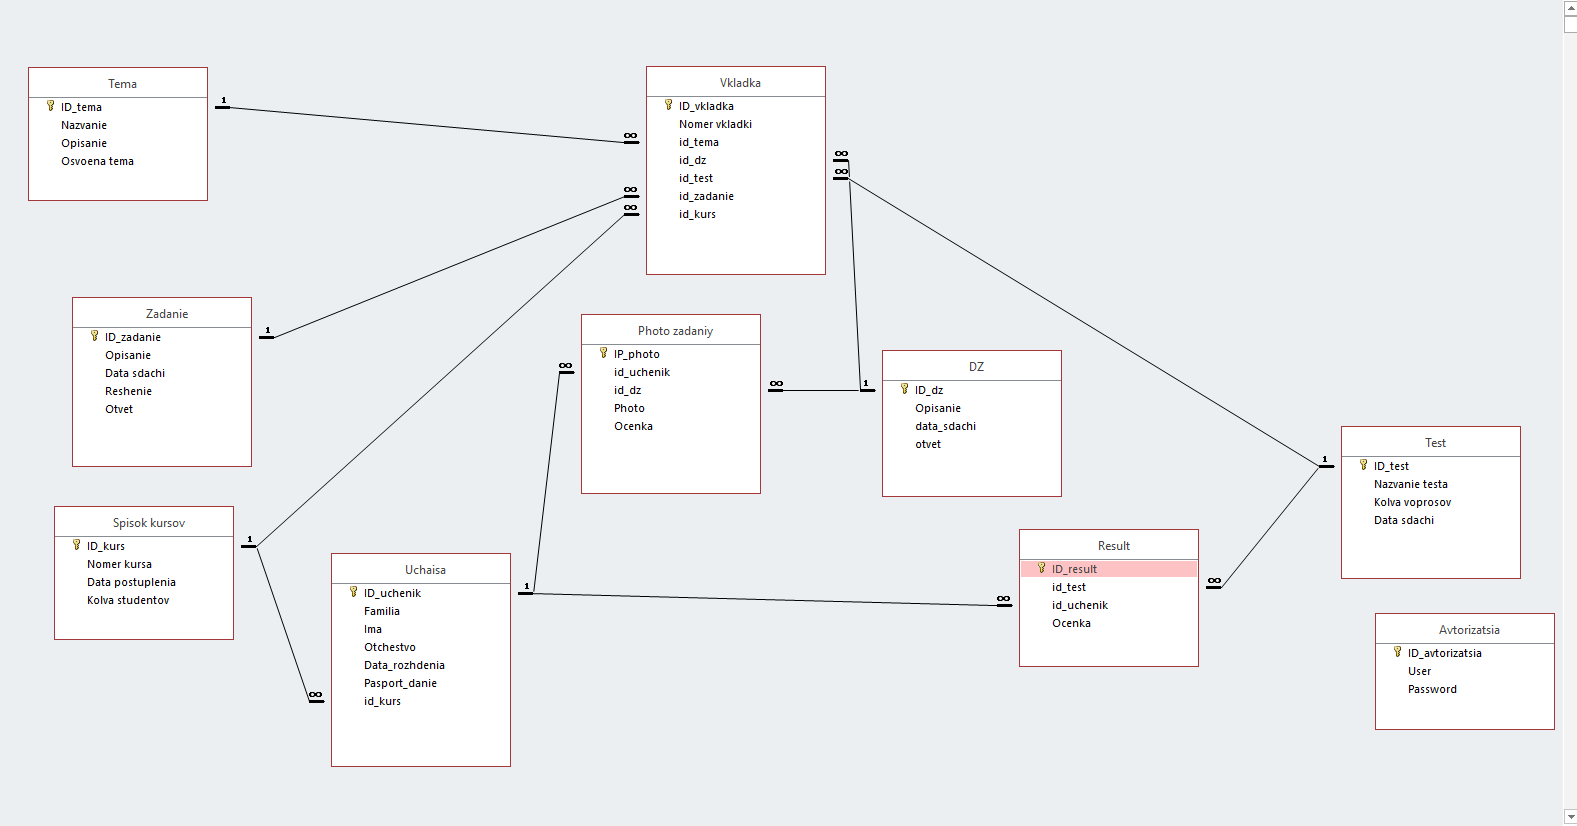 Tema
ID_tema
Nazvanie
Opisanie
Osvoena tema
1
∞
Vkladka
ID_vkladka
Nomer vkladki
id_tema
id_dz
id_test
id_zadanie
id_kurs
∞
∞
∞
∞
Zadanie
ID_zadanie
Opisanie
Data sdachi
Reshenie
Otvet
1
Photo zadaniy
IP_photo
id_uchenik
id_dz
Photo
Ocenka
∞
∞
1
DZ
ID_dz
Opisanie
data_sdachi
otvet
Test
ID_test
Nazvanie testa
Kolva voprosov
Data sdachi
1
Spisok kursov
ID_kurs
Nomer kursa
Data postuplenia
Kolva studentov
1
Uchaisa
ID_uchenik
Familia
Ima
Otchestvo
Data_rozhdenia
Pasport_danie
id_kurs
∞
1
∞
Result
ID_result
id_test
id_uchenik
Ocenka
∞
Avtorizatsia
ID_avtorizatsia
User
Password